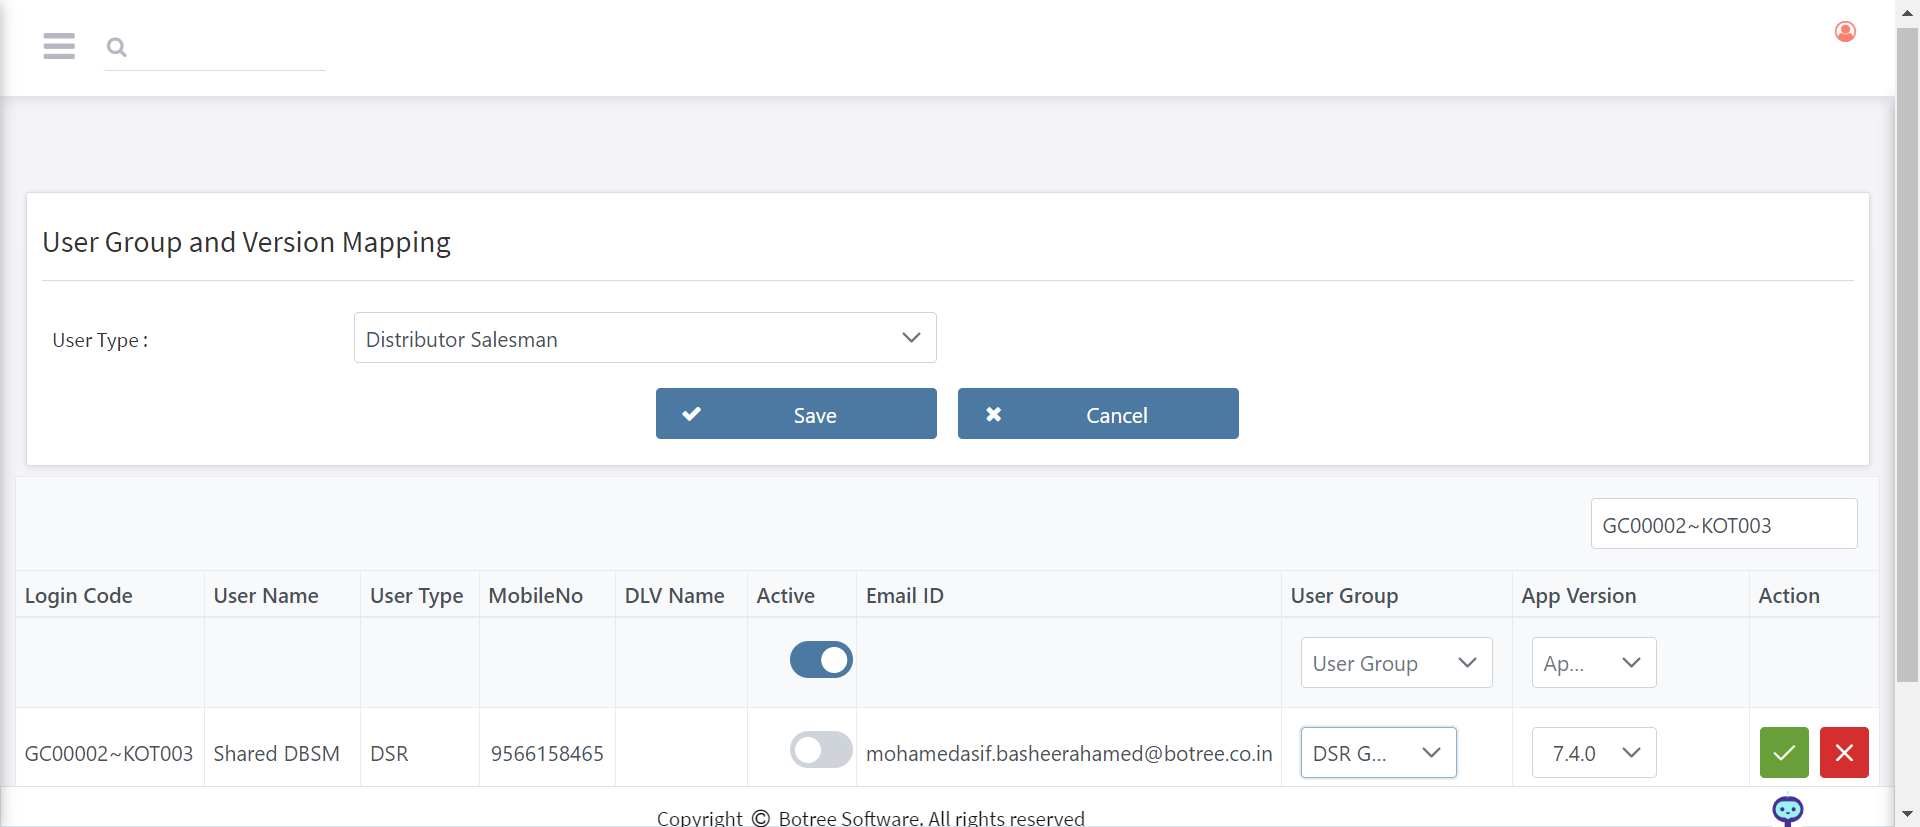 User Group and Version Mapping
User Type :
Distributor Salesman
Save
Cancel
GC00002~KOT003
Login Code User Name User Type MobileNo DLV Name Active Email ID User Group App Version Action
User Group Ap...
GC00002~KOT003 Shared DBSM DSR 9566158465 mohamedasif.basheerahamed@botree.co.in DSR G... 7.4.0
Copyright © Botree Software. All rights reserved